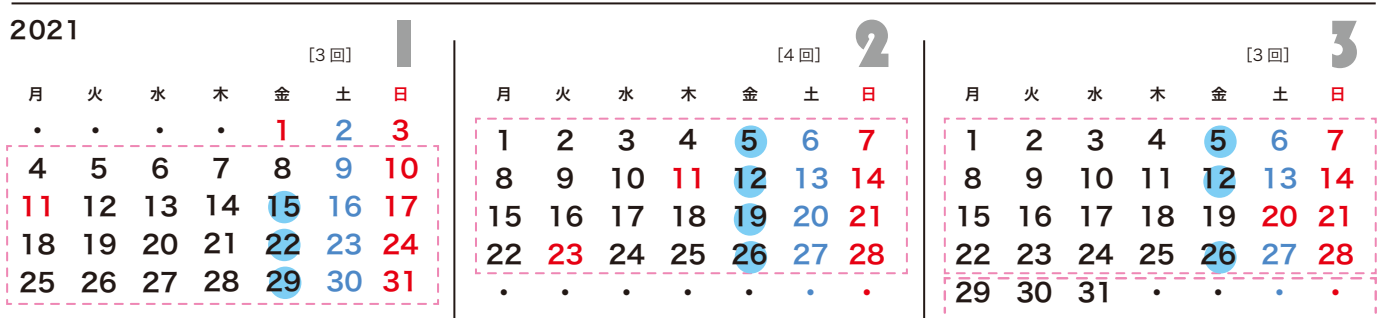 2021
1
[3回]
月 火 水 木 金 土 日
・ ・ ・ ・ 1 2 3
4 5 6 7 8 9 10
11 12 13 14 15 16 17
18 19 20 21 22 23 24
25 26 27 28 29 30 31
2
[4回]
月 火 水 木 金 土 日
1 2 3 4 5 6 7
8 9 10 11 12 13 14
15 16 17 18 19 20 21
22 23 24 25 26 27 28
・ ・ ・ ・ ・ ・ ・
3
[3回]
月 火 水 木 金 土 日
1 2 3 4 5 6 7
8 9 10 11 12 13 14
15 16 17 18 19 20 21
22 23 24 25 26 27 28
29 30 31 ・ ・ ・ ・